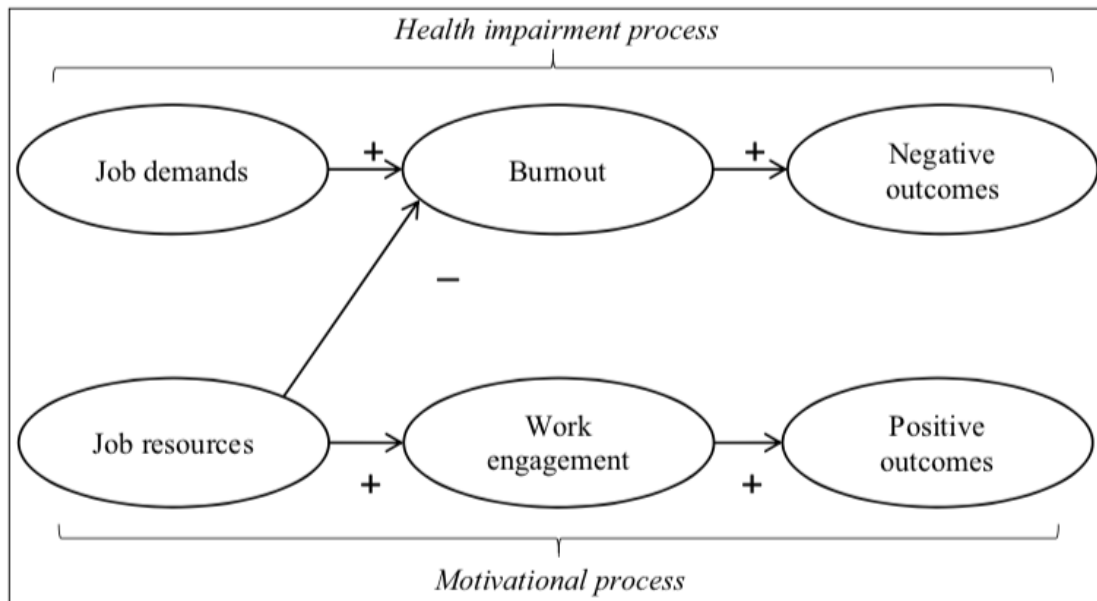 Health impairment process
+
+
Job demands
Burnout
Negative
outcomes
−
Job resources
Work
engagement
Positive
outcomes
+
+
Motivational process